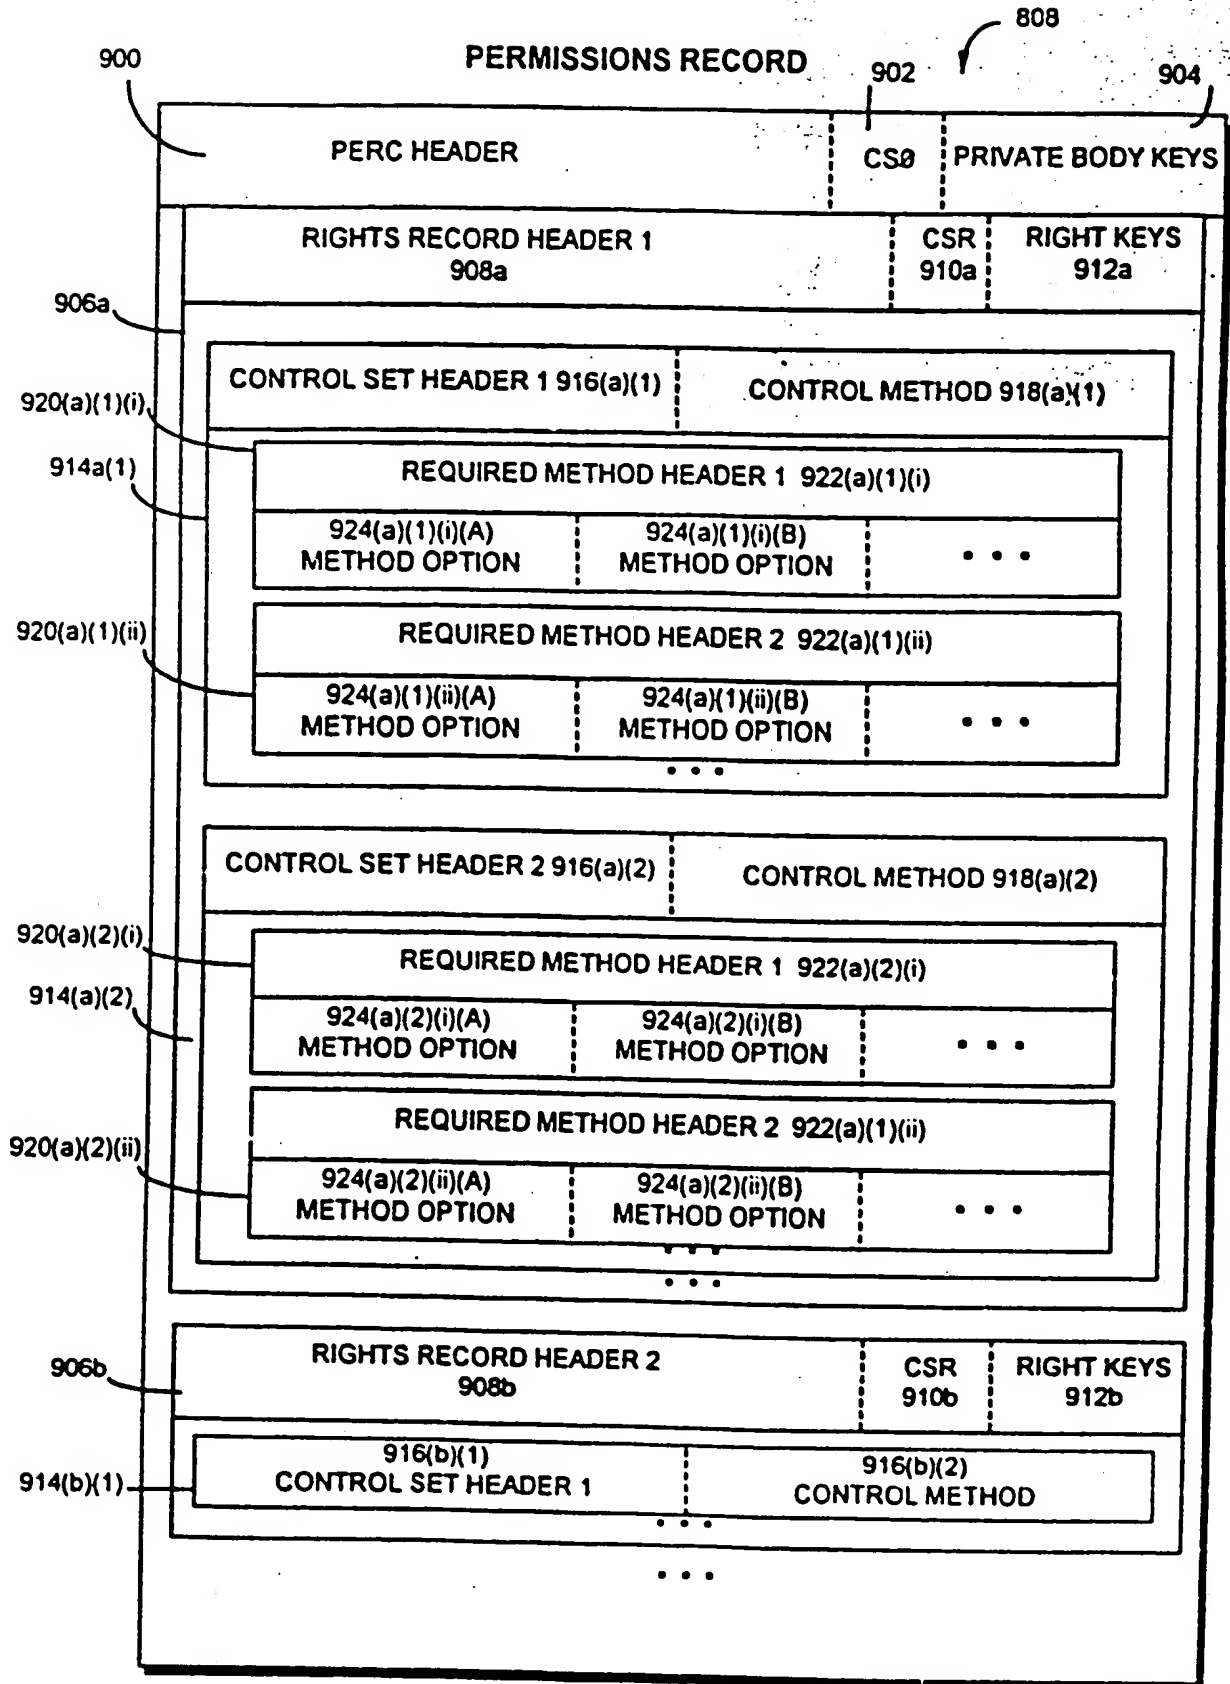 808
PERMISSIONS RECORD
900
902
904
PERC HEADER
CS0
PRIVATE BODY KEYS
RIGHTS RECORD HEADER 1
908a
CSR
910a
RIGHT KEYS
912a
906a
CONTROL SET HEADER 1 916(a)(1)
CONTROL METHOD 918(a)(1)
920(a)(1)(i)
914a(1)
REQUIRED METHOD HEADER 1 922(a)(1)(i)
924(a)(1)(i)(A)
METHOD OPTION
924(a)(1)(i)(B)
METHOD OPTION
• • •
920(a)(1)(ii)
REQUIRED METHOD HEADER 2 922(a)(1)(ii)
924(a)(1)(ii)(A)
METHOD OPTION
924(a)(1)(ii)(B)
METHOD OPTION
• • •
• • •
CONTROL SET HEADER 2 916(a)(2)
CONTROL METHOD 918(a)(2)
920(a)(2)(i)
914(a)(2)
REQUIRED METHOD HEADER 1 922(a)(2)(i)
924(a)(2)(i)(A)
METHOD OPTION
924(a)(2)(i)(B)
METHOD OPTION
• • •
920(a)(2)(ii)
REQUIRED METHOD HEADER 2 922(a)(1)(ii)
924(a)(2)(ii)(A)
METHOD OPTION
924(a)(2)(ii)(B)
METHOD OPTION
• • •
• • •
• • •
906b
RIGHTS RECORD HEADER 2
908b
CSR
910b
RIGHT KEYS
912b
914(b)(1)
916(b)(1)
CONTROL SET HEADER 1
916(b)(2)
CONTROL METHOD
• • •
• • •